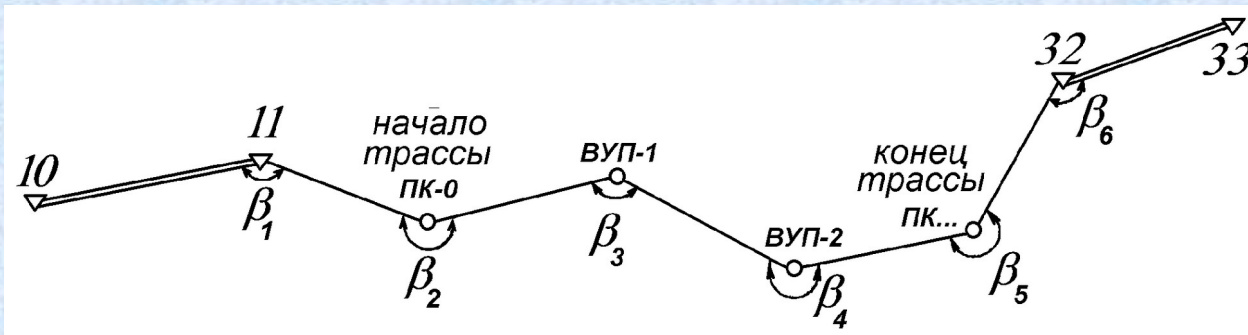 10
11
β1
начало
трассы
ПК-0
β2
ВУП-1
β3
ВУП-2
β4
конец
трассы
ПК...
β5
32
β6
33